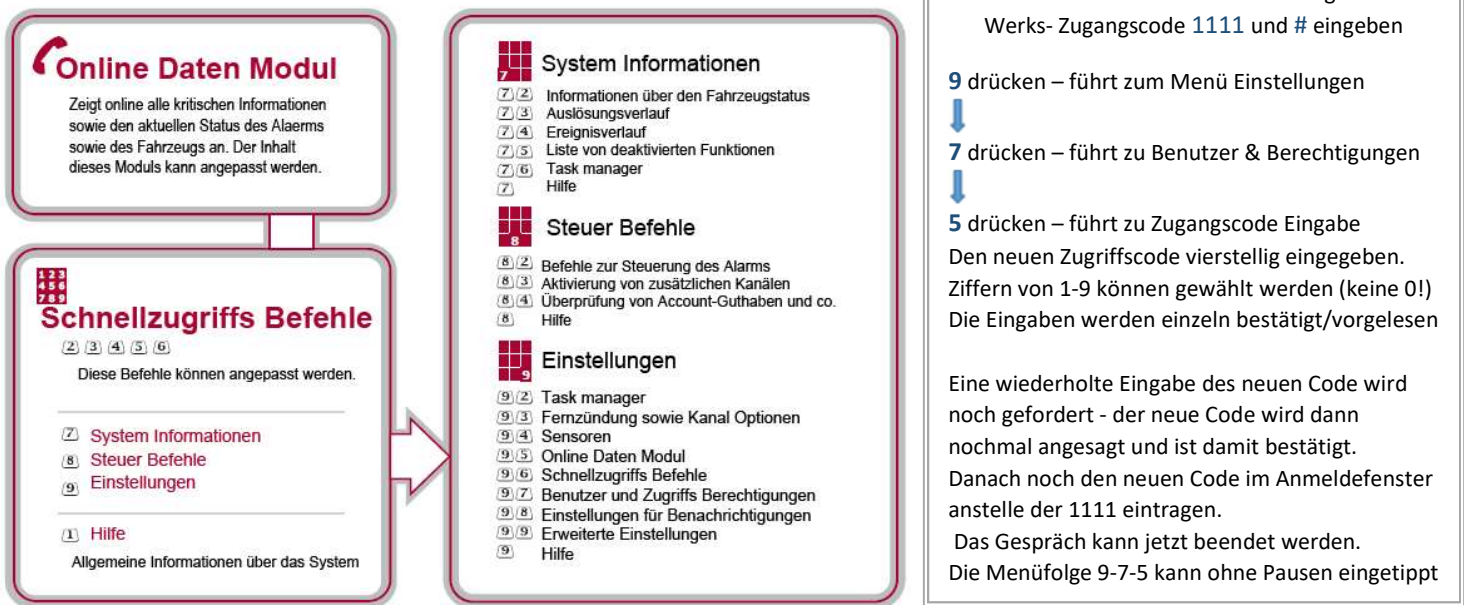 Online Daten Modul
Zeigt online alle kritischen Informationen
sowie den aktuellen Status des Alaerms
sowie des Fahrzeugs an. Der Inhalt
dieses Moduls kann angepasst werden.
1 2 3
4 5 6
7 8 9
Schnellzugriffs Befehle
2 3 4 5 6
Diese Befehle können angepasst werden.
7 System Informationen
8 Steuer Befehle
9 Einstellungen
1 Hilfe
Allgemeine Informationen über das System
7 System Informationen
7 2 Informationen über den Fahrzeugstatus
7 3 Auslösungsverlauf
7 4 Ereignisverlauf
7 5 Liste von deaktivierten Funktionen
7 6 Task manager
7 Hilfe
8 Steuer Befehle
8 2 Befehle zur Steuerung des Alarms
8 3 Aktivierung von zusätzlichen Kanälen
8 4 Überprüfung von Account-Guthaben und co.
8 Hilfe
9 Einstellungen
9 2 Task manager
9 3 Fernzündung sowie Kanal Optionen
9 4 Sensoren
9 5 Online Daten Modul
9 6 Schnellzugriffs Befehle
9 7 Benutzer und Zugriffs Berechtigungen
9 8 Einstellungen für Benachrichtigungen
9 9 Erweiterte Einstellungen
9 Hilfe
Werks- Zugangscode 1111 und # eingeben
9 drücken – führt zum Menü Einstellungen
7 drücken – führt zu Benutzer & Berechtigungen
5 drücken – führt zu Zugangscode Eingabe
Den neuen Zugriffscode vierstellig eingegeben.
Ziffern von 1-9 können gewählt werden (keine 0!)
Die Eingaben werden einzeln bestätigt/vorgelesen
Eine wiederholte Eingabe des neuen Code wird
noch gefordert - der neue Code wird dann
nochmal angesagt und ist damit bestätigt.
Danach noch den neuen Code im Anmeldefenster
anstelle der 1111 eintragen.
Das Gespräch kann jetzt beendet werden.
Die Menüfolge 9-7-5 kann ohne Pausen eingetippt